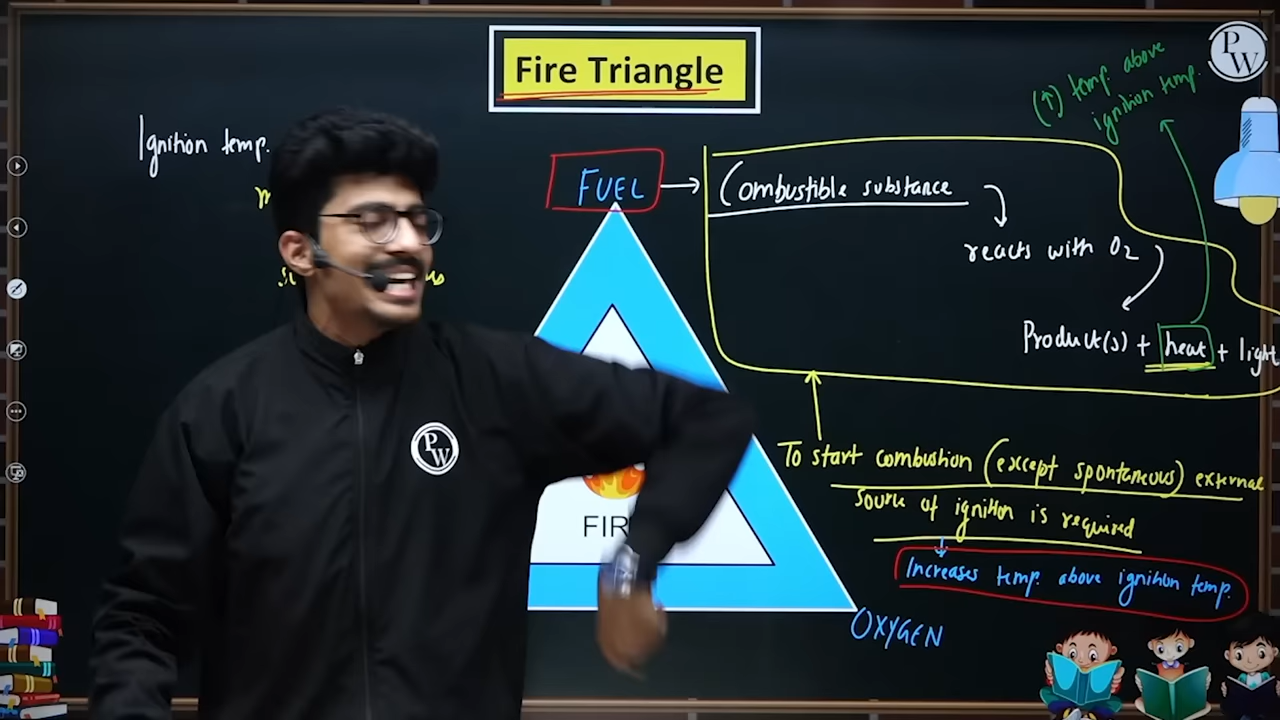 Fire Triangle
PW
(↑) temp. above
ignition temp.
Ignition temp.
FUEL → Combustible substance
reacts with O2
Product(s) + heat + light
To start combustion (except spontaneous) external
source of ignition is required
Increases temp. above ignition temp.
PW
FIR
OXYGEN